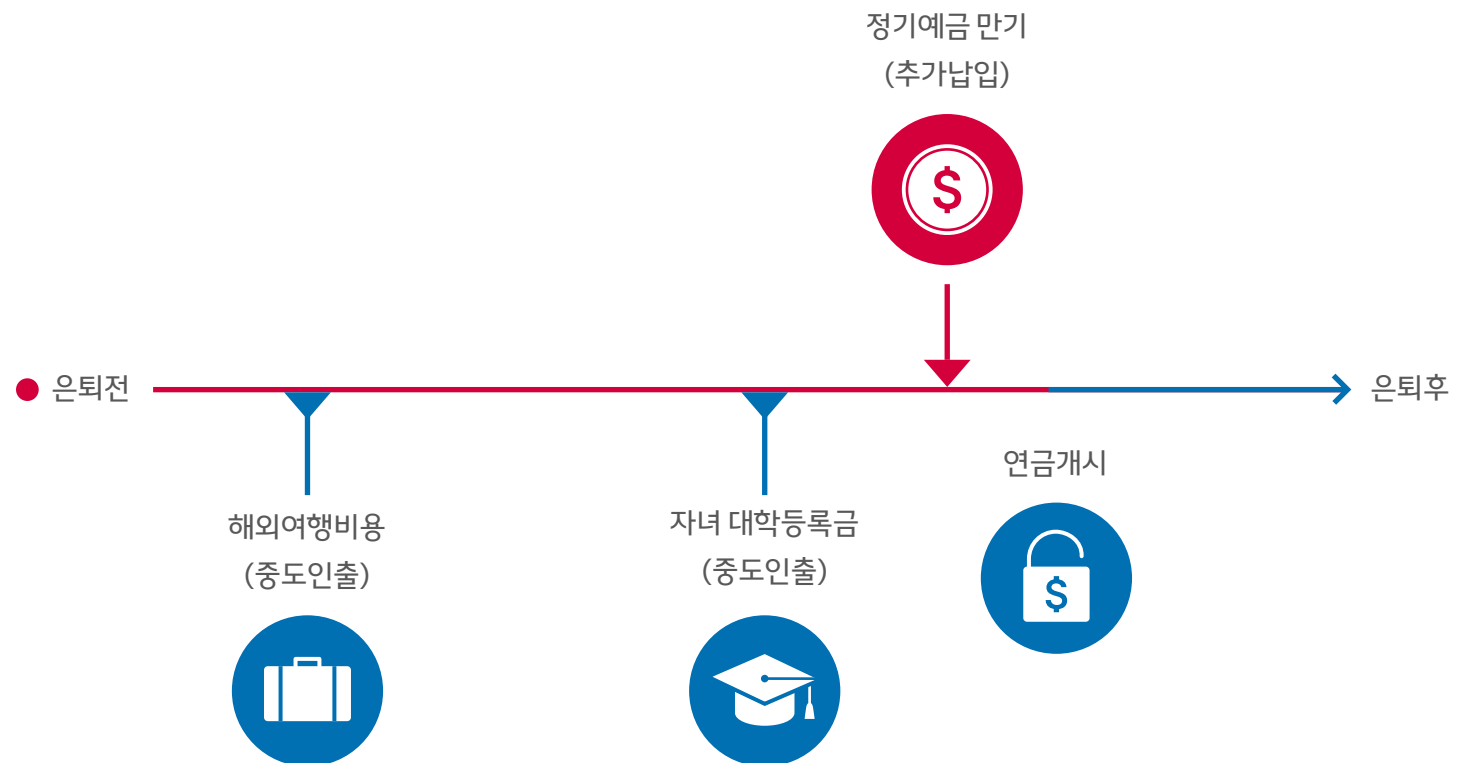 정기예금 만기
(추가납입)
$
은퇴전
은퇴후
해외여행비용
(중도인출)
자녀 대학등록금
(중도인출)
연금개시
$